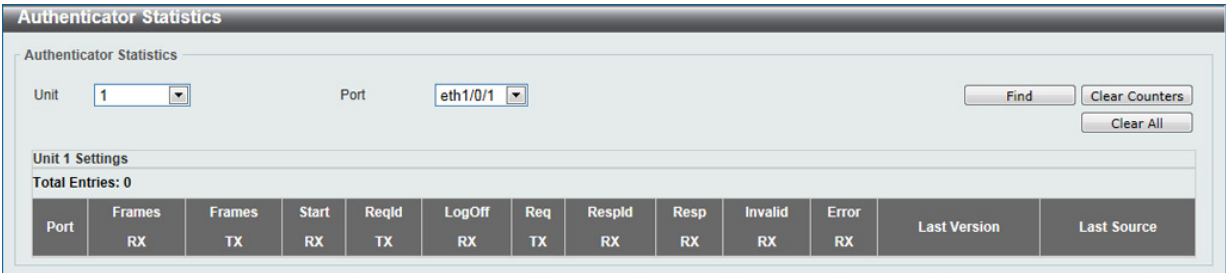 Authenticator Statistics
Authenticator Statistics
Unit 1 Port eth1/0/1 Find Clear Counters
Clear All
Unit 1 Settings
Total Entries: 0
Port Frames RX Frames TX Start RX ReqId TX LogOff RX Req TX RespId RX Resp RX Invalid RX Error RX Last Version Last Source